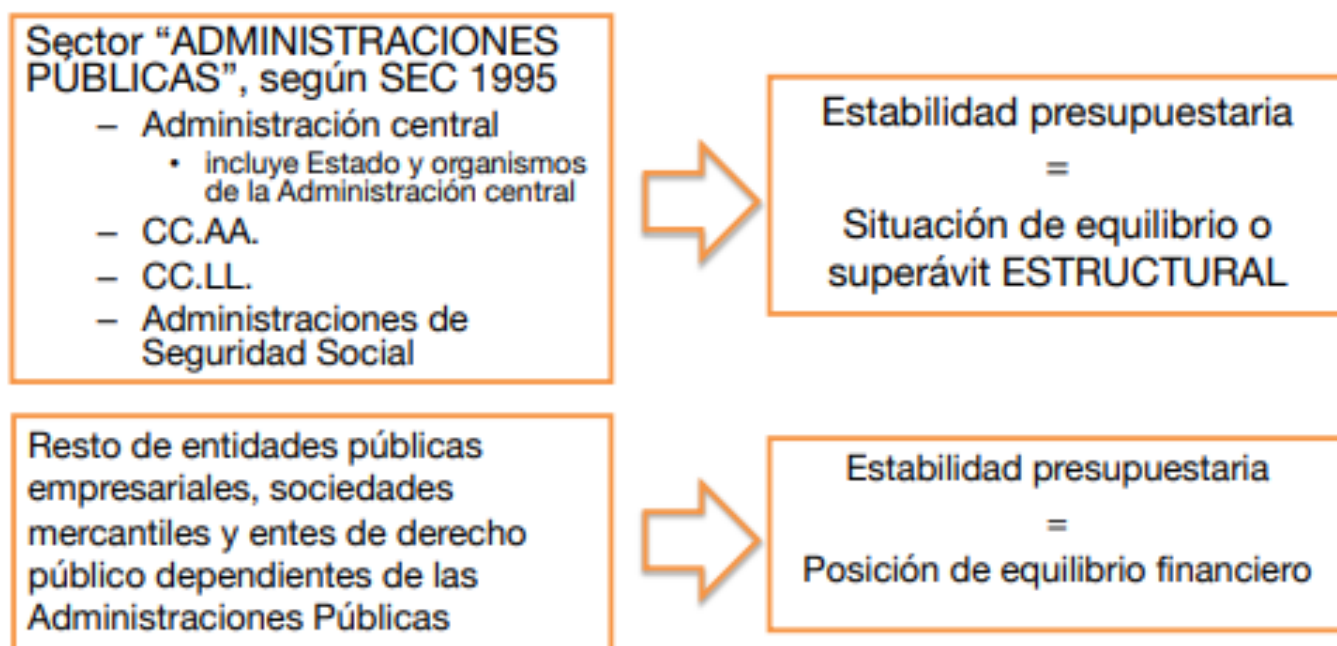 Sector “ADMINISTRACIONES
PÚBLICAS”, según SEC 1995
– Administración central
• incluye Estado y organismos
de la Administración central
– CC.AA.
– CC.LL.
– Administraciones de
Seguridad Social
Estabilidad presupuestaria
=
Situación de equilibrio o
superávit ESTRUCTURAL
Resto de entidades públicas
empresariales, sociedades
mercantiles y entes de derecho
público dependientes de las
Administraciones Públicas
Estabilidad presupuestaria
=
Posición de equilibrio financiero